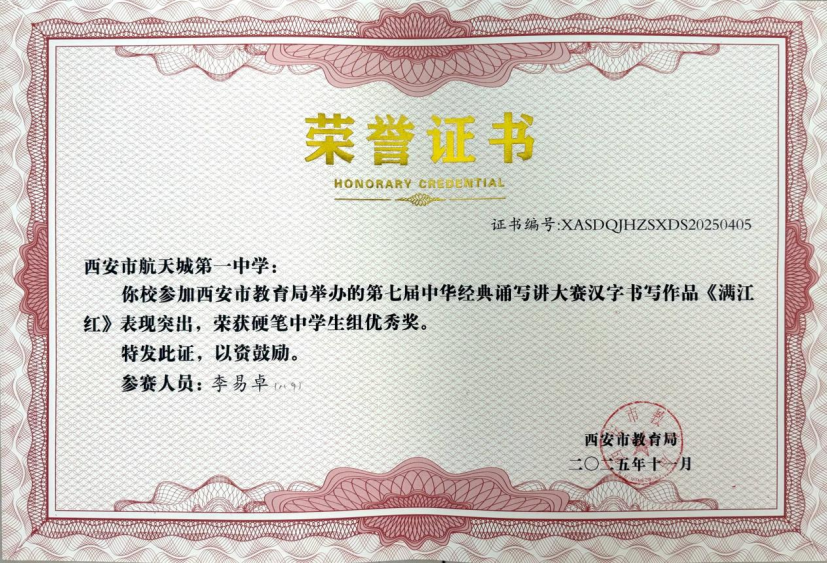 荣誉证书
HONORARY CREDENTIAL
证书编号:XASDQJHZSXDS20250405
西安市航天城第一中学：
你校参加西安市教育局举办的第七届中华经典诵写讲大赛汉字书写作品《满江
红》表现突出，荣获硬笔中学生组优秀奖。
特发此证，以资鼓励。
参赛人员：李易卓
西安市教育局
二〇二五年十一月